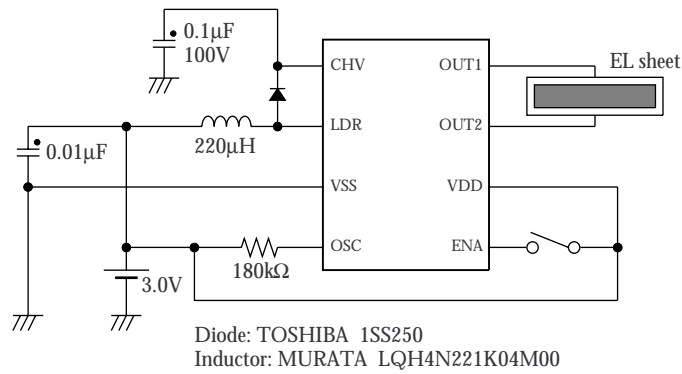 0.1μF
100V
CHV
OUT1
EL sheet
LDR
OUT2
0.01μF
220μH
VSS
VDD
OSC
ENA
180kΩ
3.0V
Diode: TOSHIBA 1SS250
Inductor: MURATA LQH4N221K04M00